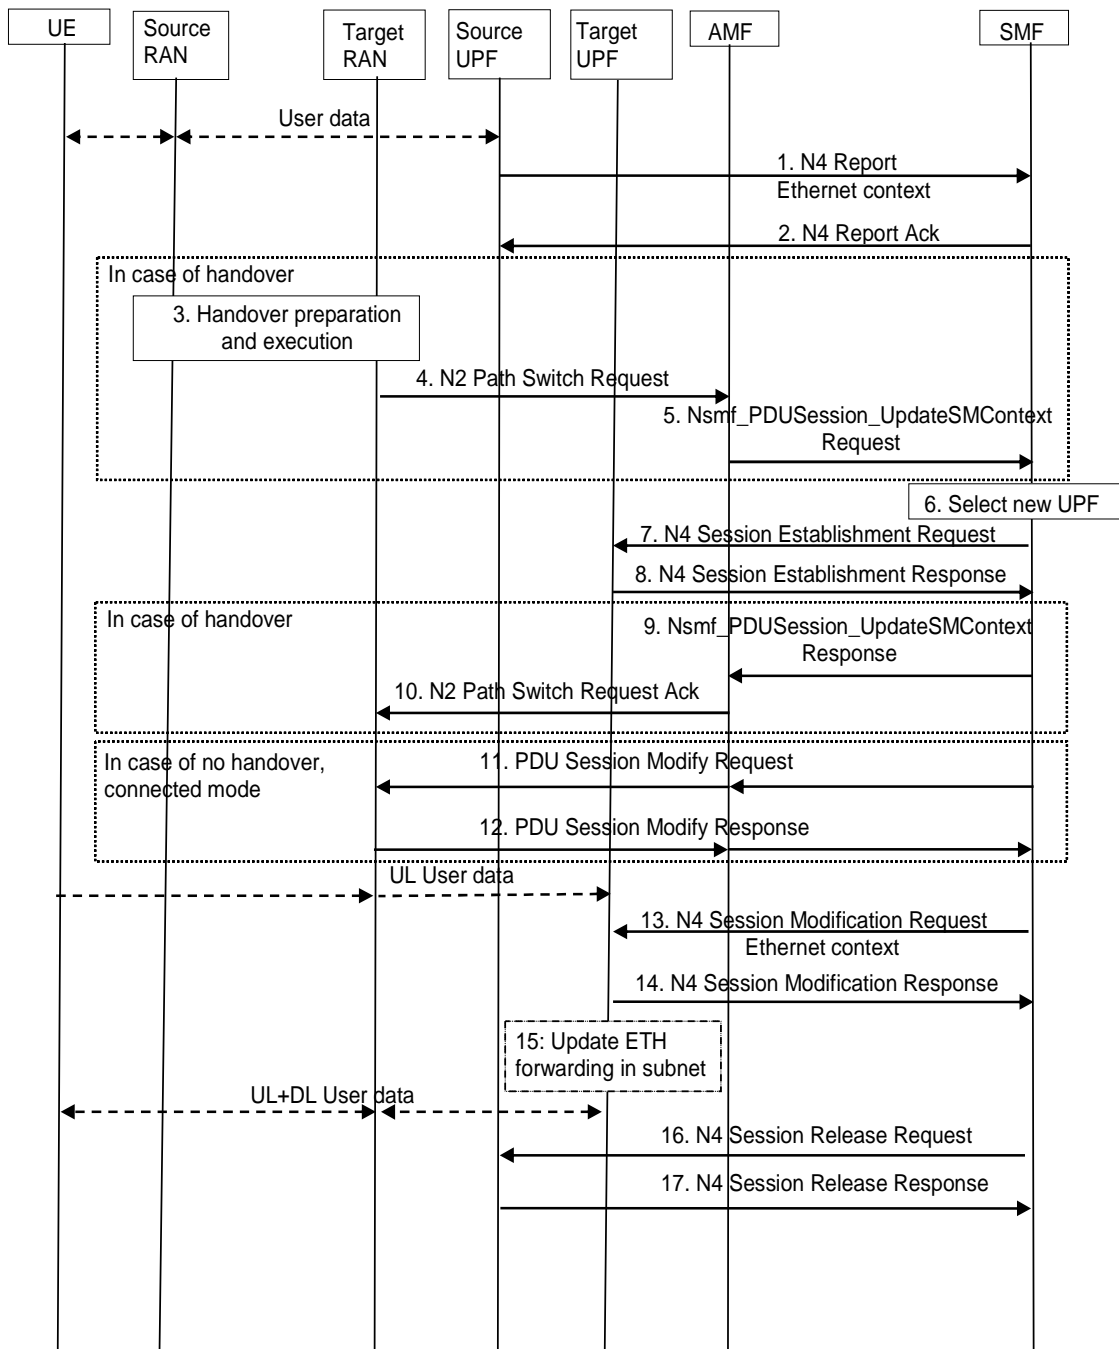 UE
Source
RAN
Target
RAN
Source
UPF
Target
UPF
AMF
SMF
User data
1. N4 Report
Ethernet context
2. N4 Report Ack
In case of handover
3. Handover preparation
and execution
4. N2 Path Switch Request
5. Nsmf_PDUSession_UpdateSMContext
Request
6. Select new UPF
7. N4 Session Establishment Request
8. N4 Session Establishment Response
In case of handover
9. Nsmf_PDUSession_UpdateSMContext
Response
10. N2 Path Switch Request Ack
In case of no handover,
connected mode
11. PDU Session Modify Request
12. PDU Session Modify Response
UL User data
13. N4 Session Modification Request
Ethernet context
14. N4 Session Modification Response
15: Update ETH
forwarding in subnet
UL+DL User data
16. N4 Session Release Request
17. N4 Session Release Response